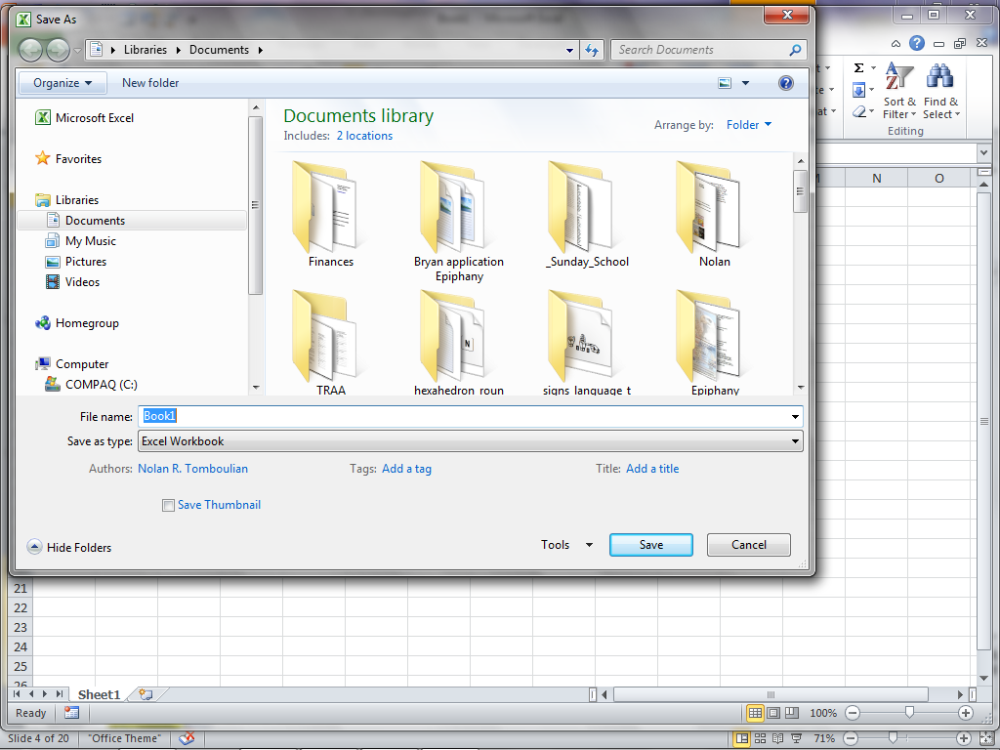 Save As
Libraries Documents
Search Documents
Organize New folder
Microsoft Excel
Favorites
Libraries
Documents
My Music
Pictures
Videos
Homegroup
Computer
COMPAQ (C:)
Documents library
Includes: 2 locations
Arrange by: Folder
Finances
Bryan application
Epiphany
_Sunday_School
Nolan
TRAA
hexahedron_roun
signs_language_t
Epiphany
File name: Book1
Save as type: Excel Workbook
Authors: Nolan R. Tomboulian Tags: Add a tag Title: Add a title
Save Thumbnail
Hide Folders
Tools Save Cancel
Sort &
Filter
Find &
Select
Editing
N O
21
22
23
24
25
26
Sheet1
Ready 100%
Slide 4 of 20 "Office Theme" 71%